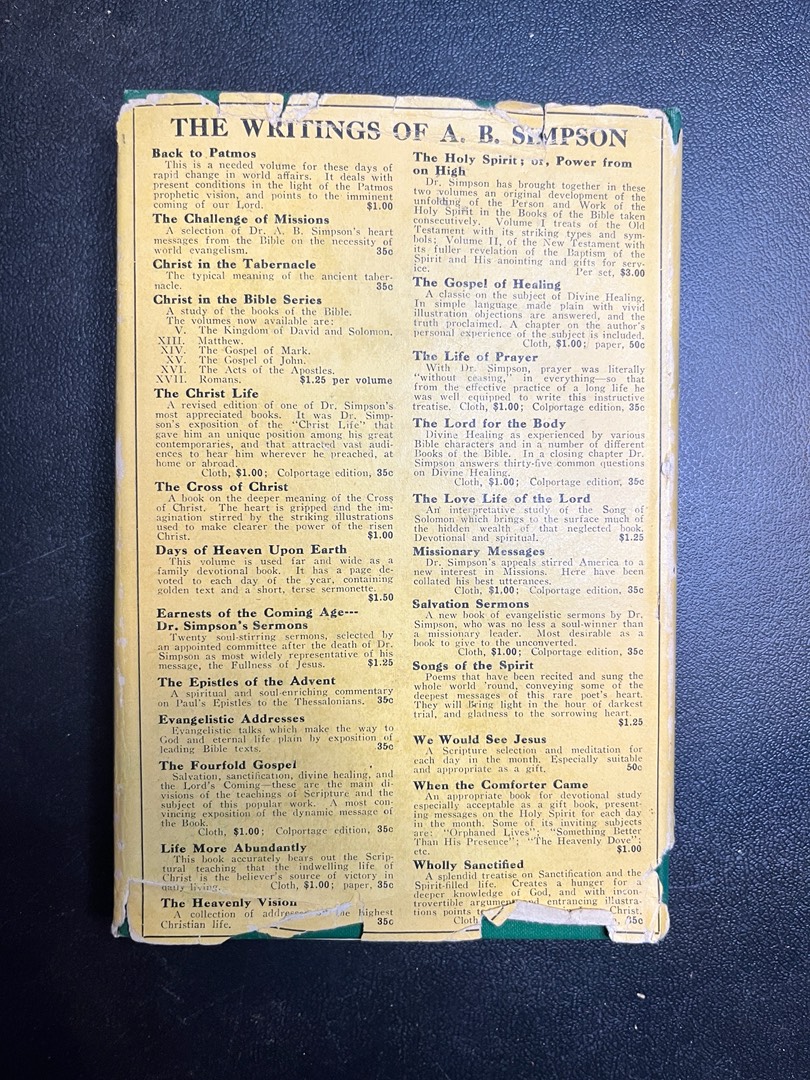 THE WRITINGS OF A. B. SIMPSON
Back to Patmos
This is a needed volume for these days of
rapid change in world affairs. It deals with
present conditions in the light of the Patmos
prophetic vision, and points to the imminent
coming of our Lord. $1.00
The Challenge of Missions
A selection of Dr. A. B. Simpson's heart
messages from the Bible on the necessity of
world evangelism. 35c
Christ in the Tabernacle
The typical meaning of the ancient taber-
nacle. 35c
Christ in the Bible Series
A study of the books of the Bible.
The volumes now available are:
V. The Kingdom of David and Solomon.
XIII. Matthew.
XIV. The Gospel of Mark.
XV. The Gospel of John.
XVI. The Acts of the Apostles.
XVII. Romans. $1.25 per volume
The Christ Life
A revised edition of one of Dr. Simpson's
most appreciated books. It was Dr. Simp-
son's exposition of the "Christ Life" that
gave him an unique position among his great
contemporaries, and that attracted vast audi-
ences to hear him wherever he preached, at
home or abroad.
Cloth, $1.00; Colportage edition, 35c
The Cross of Christ
A book on the deeper meaning of the Cross
of Christ. The heart is gripped and the im-
agination stirred by the striking illustrations
used to make clearer the power of the risen
Christ. $1.00
Days of Heaven Upon Earth
This volume is used far and wide as a
family devotional book. It has a page de-
voted to each day of the year, containing
golden text and a short, terse sermonette.
$1.50
Earnests of the Coming Age---
Dr. Simpson's Sermons
Twenty soul-stirring sermons, selected by
an appointed committee after the death of Dr.
Simpson as most widely representative of his
message, the Fullness of Jesus. $1.25
The Epistles of the Advent
A spiritual and soul-enriching commentary
on Paul's Epistles to the Thessalonians. 35c
Evangelistic Addresses
Evangelistic talks which make the way to
God and eternal life plain by exposition of
leading Bible texts. 35c
The Fourfold Gospel
Salvation, sanctification, divine healing, and
the Lord's Coming—these are the main di-
visions of the teachings of Scripture and the
subject of this popular work. A most con-
vincing exposition of the dynamic message of
the Book.
Cloth, $1.00; Colportage edition, 35c
Life More Abundantly
This book accurately bears out the Scrip-
tural teaching that the indwelling life of
Christ is the believer's source of victory in
daily living. Cloth, $1.00; paper, 35c
The Heavenly Vision
A collection of addres the highest
Christian life. 35c
The Holy Spirit; or, Power from
on High
Dr. Simpson has brought together in these
two volumes an original development of the
unfolding of the Person and Work of the
Holy Spirit in the Books of the Bible taken
consecutively. Volume I treats of the Old
Testament with its striking types and sym-
bols; Volume II, of the New Testament with
its fuller revelation of the Baptism of the
Spirit and His anointing and gifts for serv-
ice. Per set, $3.00
The Gospel of Healing
A classic on the subject of Divine Healing.
In simple language made plain with vivid
illustration objections are answered, and the
truth proclaimed. A chapter on the author's
personal experience of the subject is included.
Cloth, $1.00; paper, 50c
The Life of Prayer
With Dr. Simpson, prayer was literally
"without ceasing," in everything—so that
from the effective practice of a long life he
was well equipped to write this instructive
treatise. Cloth, $1.00; Colportage edition, 35c
The Lord for the Body
Divine Healing as experienced by various
Bible characters and in a number of different
Books of the Bible. In a closing chapter Dr.
Simpson answers thirty-five common questions
on Divine Healing.
Cloth, $1.00; Colportage edition, 35c
The Love Life of the Lord
An interpretative study of the Song of
Solomon which brings to the surface much of
the hidden wealth of that neglected book.
Devotional and spiritual. $1.25
Missionary Messages
Dr. Simpson's appeals stirred America to a
new interest in Missions. Here have been
collated his best utterances.
Cloth, $1.00; Colportage edition, 35c
Salvation Sermons
A new book of evangelistic sermons by Dr.
Simpson, who was no less a soul-winner than
a missionary leader. Most desirable as a
book to give to the unconverted.
Cloth, $1.00; Colportage edition, 35c
Songs of the Spirit
Poems that have been recited and sung the
whole world 'round, conveying some of the
deepest messages of this rare poet's heart.
They will bring light in the hour of darkest
trial, and gladness to the sorrowing heart.
$1.25
We Would See Jesus
A Scripture selection and meditation for
each day in the month. Especially suitable
and appropriate as a gift. 50c
When the Comforter Came
An appropriate book for devotional study
especially acceptable as a gift book, present-
ing messages on the Holy Spirit for each day
in the month. Some of its inviting subjects
are: "Orphaned Lives"; "Something Better
Than His Presence"; "The Heavenly Dove";
etc. $1.00
Wholly Sanctified
A splendid treatise on Sanctification and the
Spirit-filled life. Creates a hunger for a
deeper knowledge of God, and with incon-
trovertible argument and entrancing illustra-
tions points t Christ.
Cloth 35c